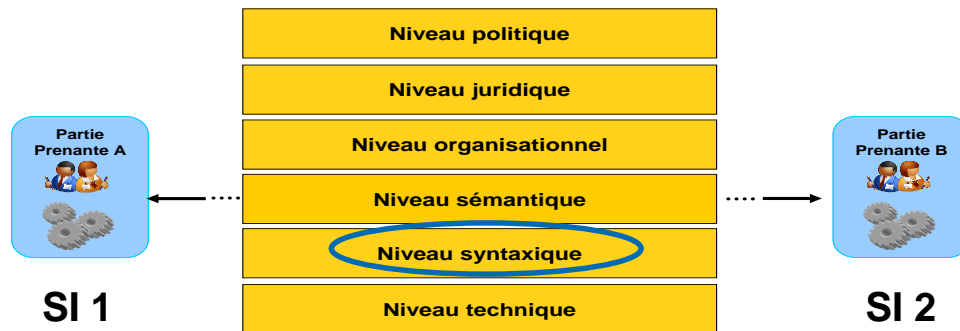 Niveau politique
Niveau juridique
Partie
Prenante A
Niveau organisationnel
Partie
Prenante B
Niveau sémantique
Niveau syntaxique
SI 1
Niveau technique
SI 2